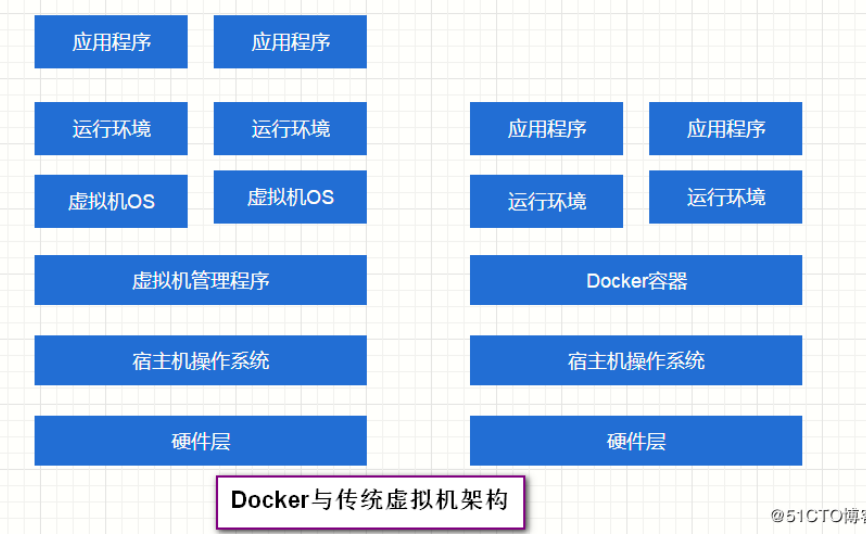 应用程序
应用程序
运行环境
运行环境
应用程序
应用程序
虚拟机OS
虚拟机OS
运行环境
运行环境
虚拟机管理程序
Docker容器
宿主机操作系统
宿主机操作系统
硬件层
硬件层
Docker与传统虚拟机架构
@51CTO博客